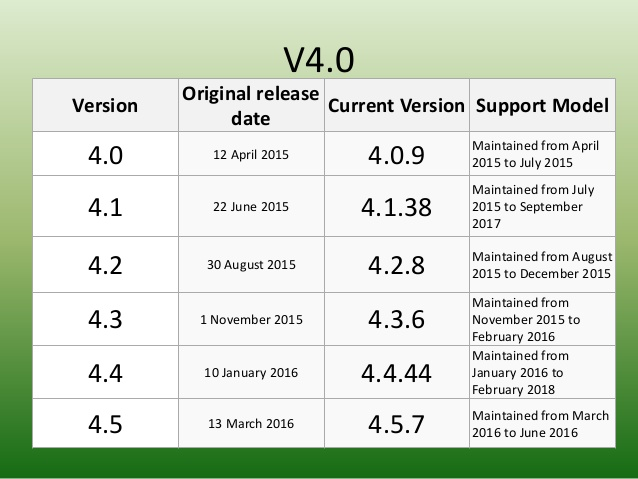 V4.0
Version
Original release
date
Current Version
Support Model
4.0
12 April 2015
4.0.9
Maintained from April
2015 to July 2015
4.1
22 June 2015
4.1.38
Maintained from July
2015 to September
2017
4.2
30 August 2015
4.2.8
Maintained from August
2015 to December 2015
4.3
1 November 2015
4.3.6
Maintained from
November 2015 to
February 2016
4.4
10 January 2016
4.4.44
Maintained from
January 2016 to
February 2018
4.5
13 March 2016
4.5.7
Maintained from March
2016 to June 2016